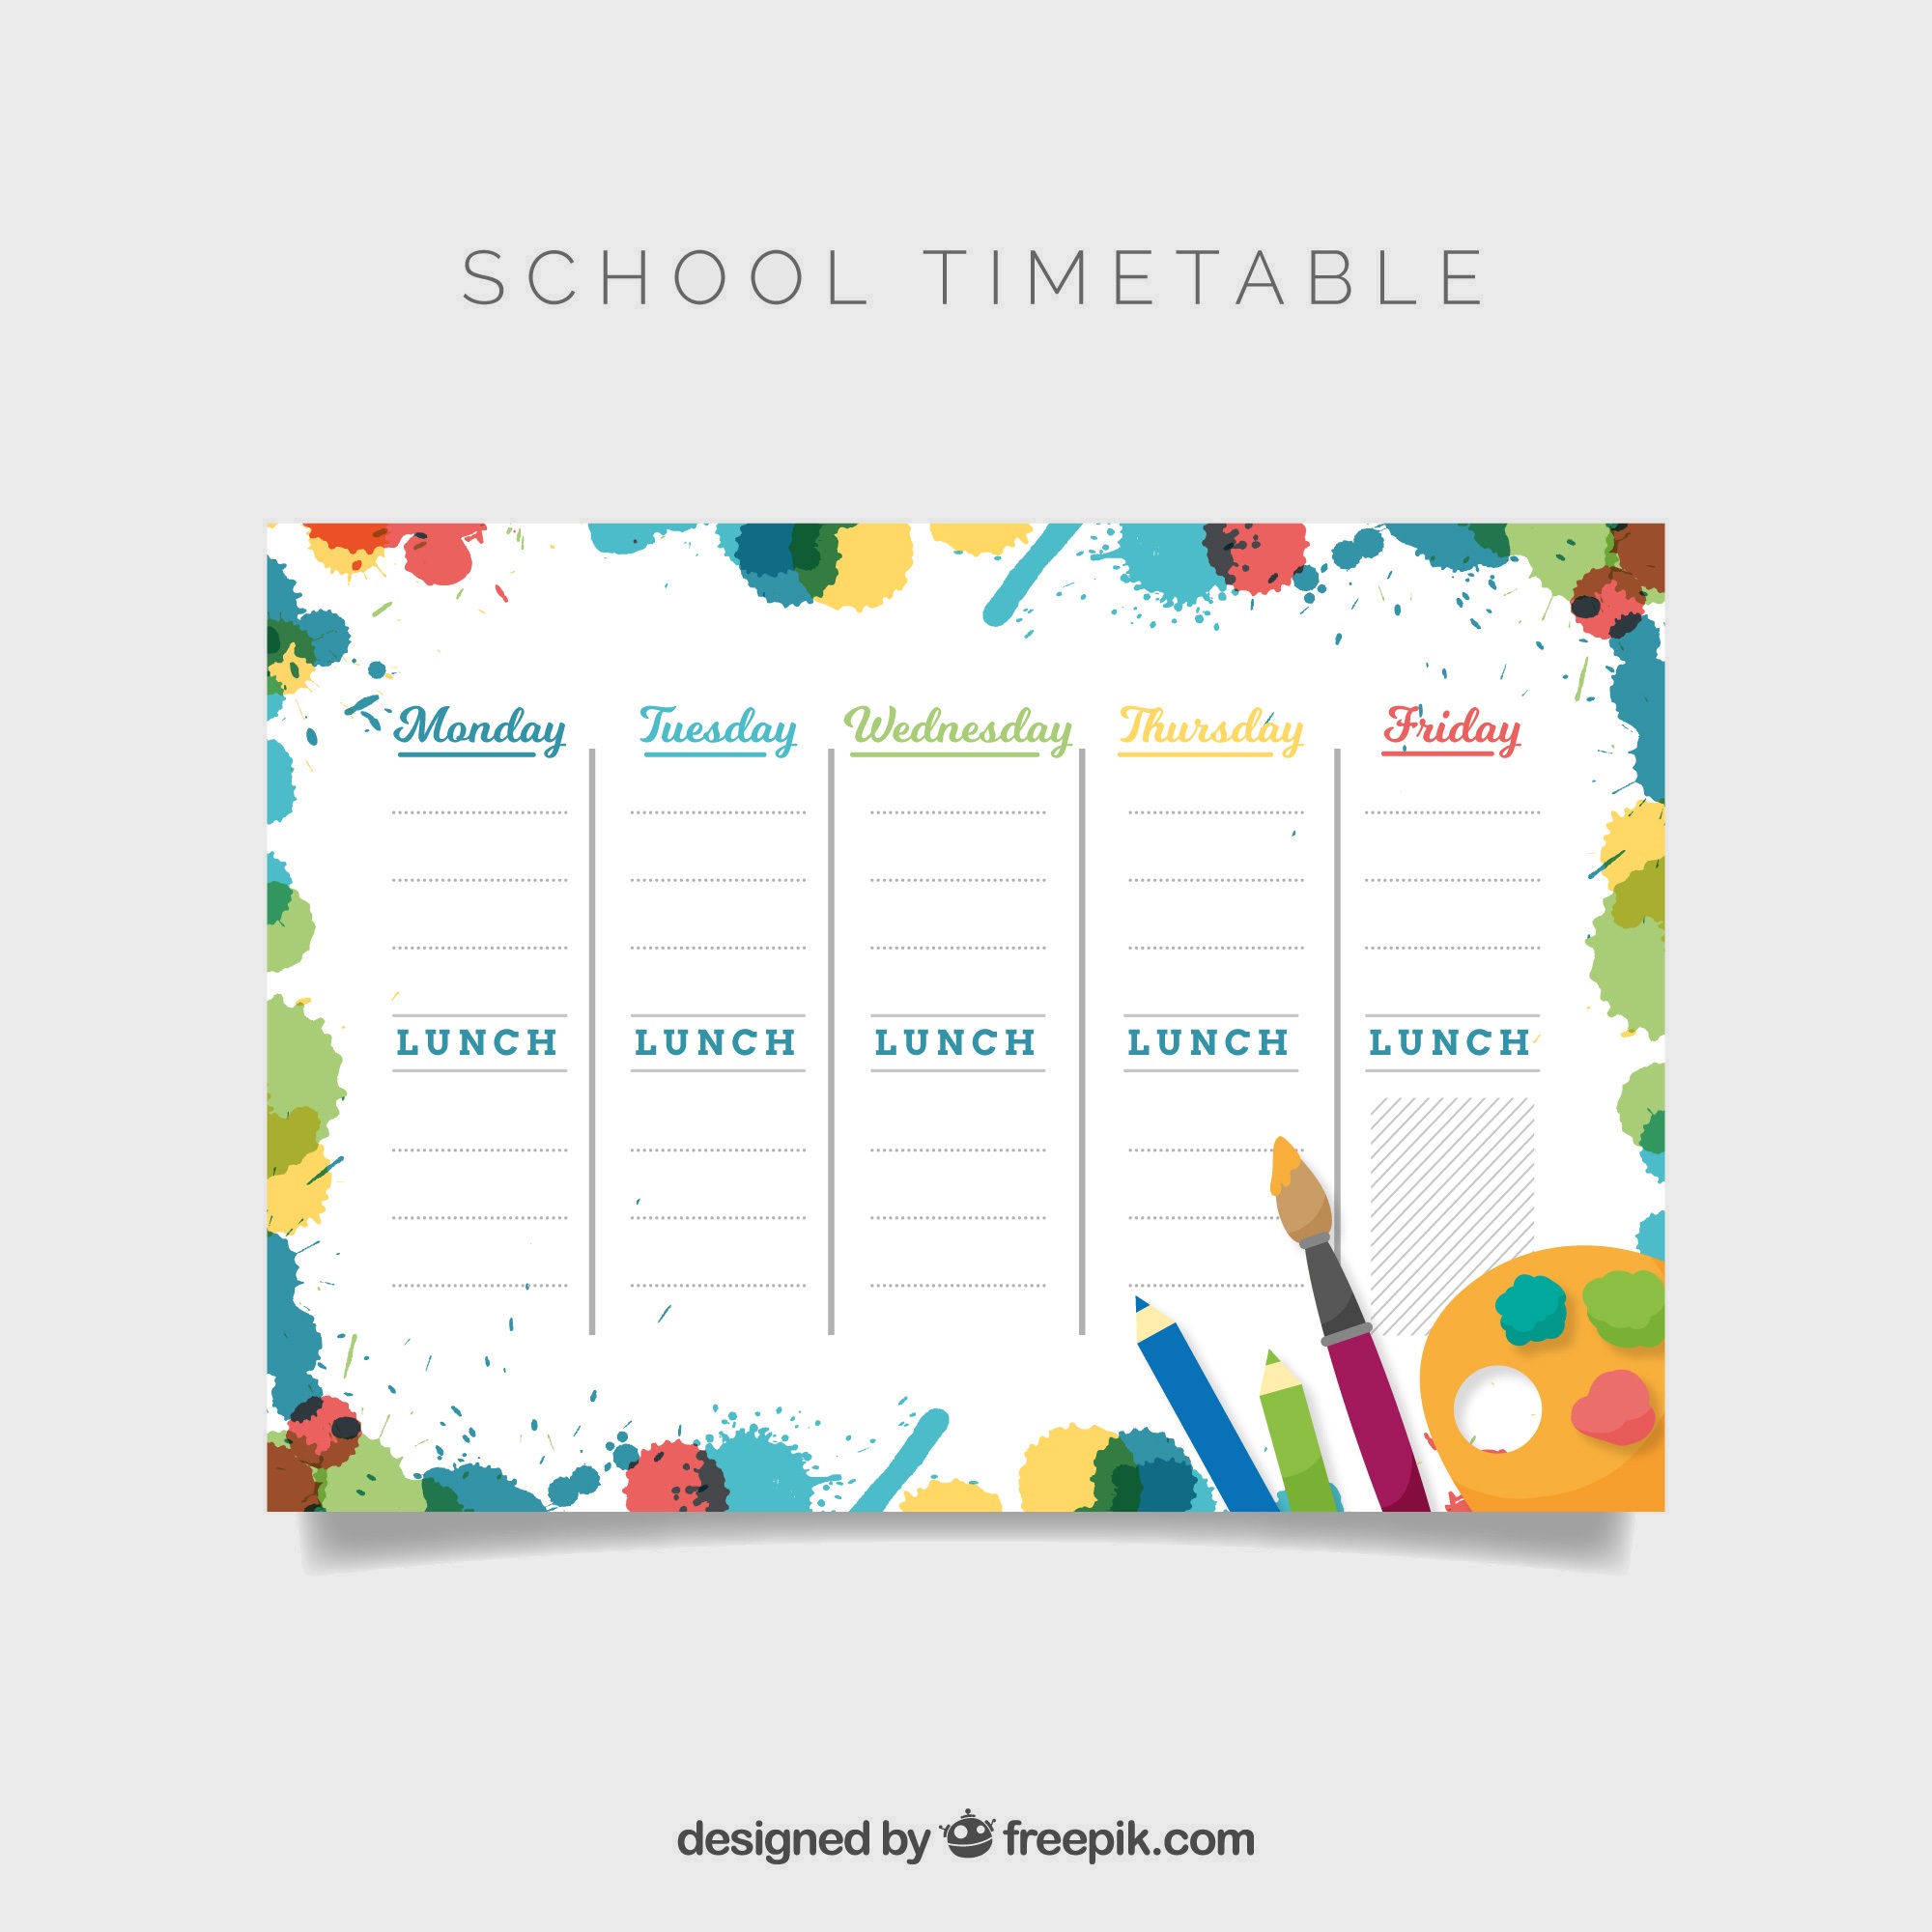 SCHOOL TIMETABLE
Monday Tuesday Wednesday Thursday Friday
LUNCH LUNCH LUNCH LUNCH LUNCH
designed by freepik.com